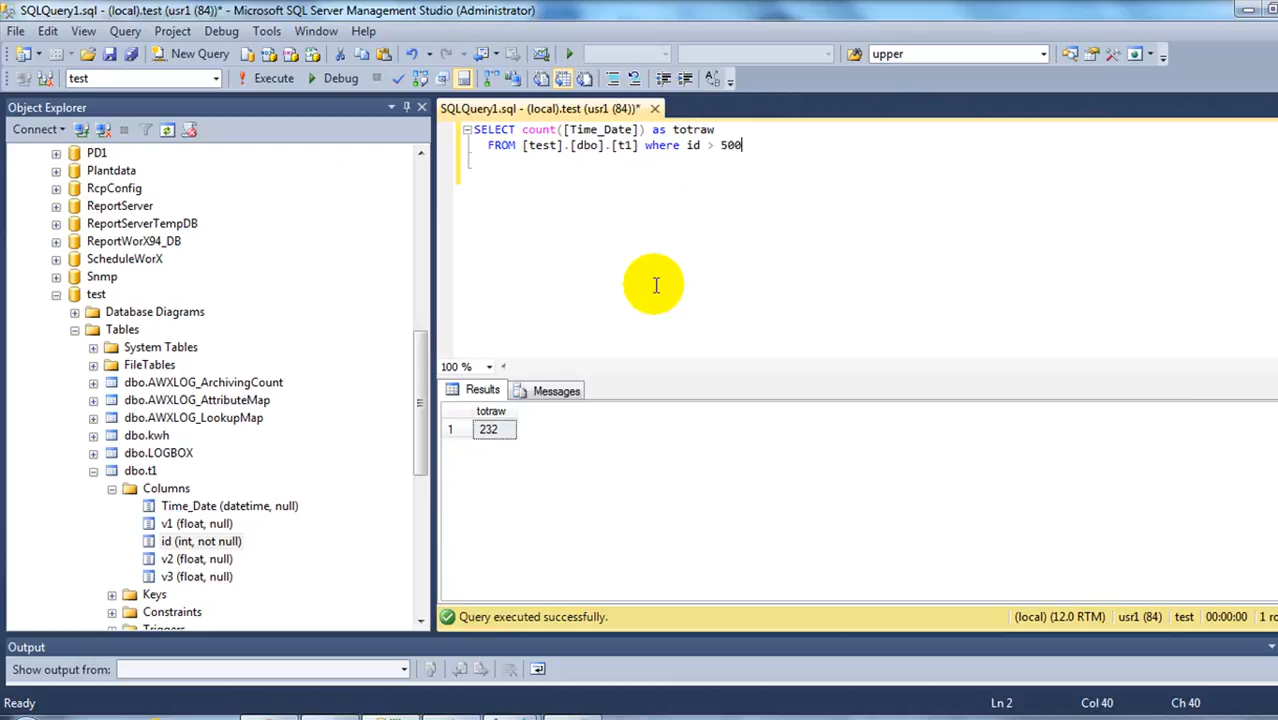 SQLQuery1.sql - (local).test (usr1 (84))* - Microsoft SQL Server Management Studio (Administrator)
File Edit View Query Project Debug Tools Window Help
New Query upper
test Execute Debug
Object Explorer
Connect
PD1
Plantdata
RcpConfig
ReportServer
ReportServerTempDB
ReportWorX94_DB
ScheduleWorX
Snmp
test
Database Diagrams
Tables
System Tables
FileTables
dbo.AWXLOG_ArchivingCount
dbo.AWXLOG_AttributeMap
dbo.AWXLOG_LookupMap
dbo.kwh
dbo.LOGBOX
dbo.t1
Columns
Time_Date (datetime, null)
v1 (float, null)
id (int, not null)
v2 (float, null)
v3 (float, null)
Keys
Constraints
Triggers
SQLQuery1.sql - (local).test (usr1 (84))*
SELECT count([Time_Date]) as totraw
FROM [test].[dbo].[t1] where id > 500
100 %
Results Messages
totraw
1 232
Query executed successfully. (local) (12.0 RTM) usr1 (84) test 00:00:00 1 ro
Output
Show output from:
Ready Ln 2 Col 40 Ch 40